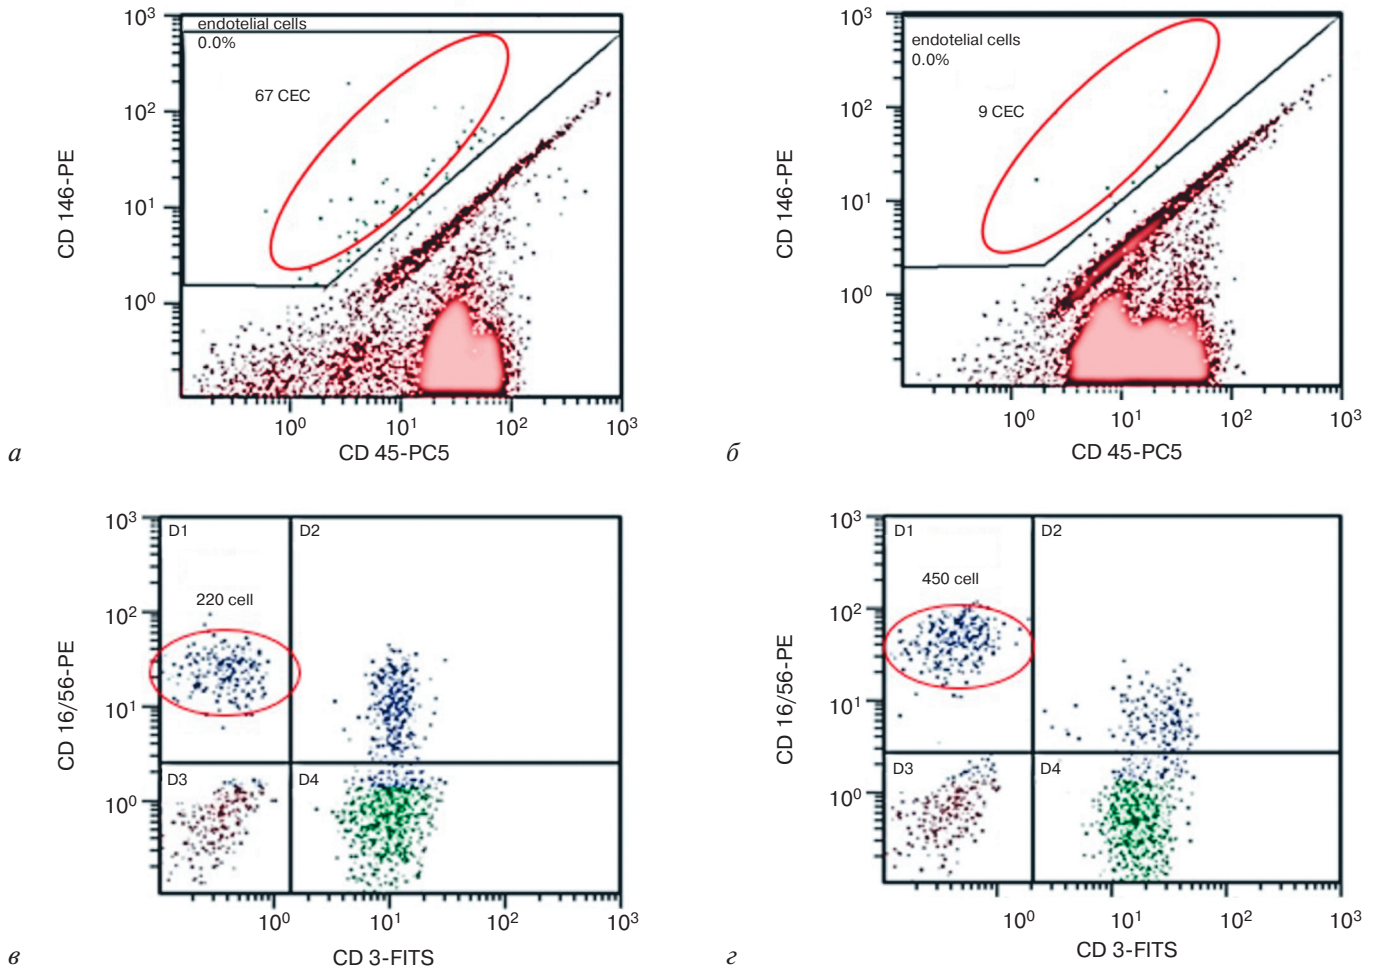 10³
endotelial cells
0.0%
67 CEC
10²
10¹
10⁰
CD 146-PE
10⁰ 10¹ 10² 10³
CD 45-PC5
а
10³
endotelial cells
0.0%
9 CEC
10²
10¹
10⁰
CD 146-PE
10⁰ 10¹ 10² 10³
CD 45-PC5
б
10³
D1 D2
220 cell
10²
10¹
D3 D4
10⁰
CD 16/56-PE
10⁰ 10¹ 10² 10³
CD 3-FITS
в
10³
D1 D2
450 cell
10²
10¹
D3 D4
10⁰
CD 16/56-PE
10⁰ 10¹ 10² 10³
CD 3-FITS
г